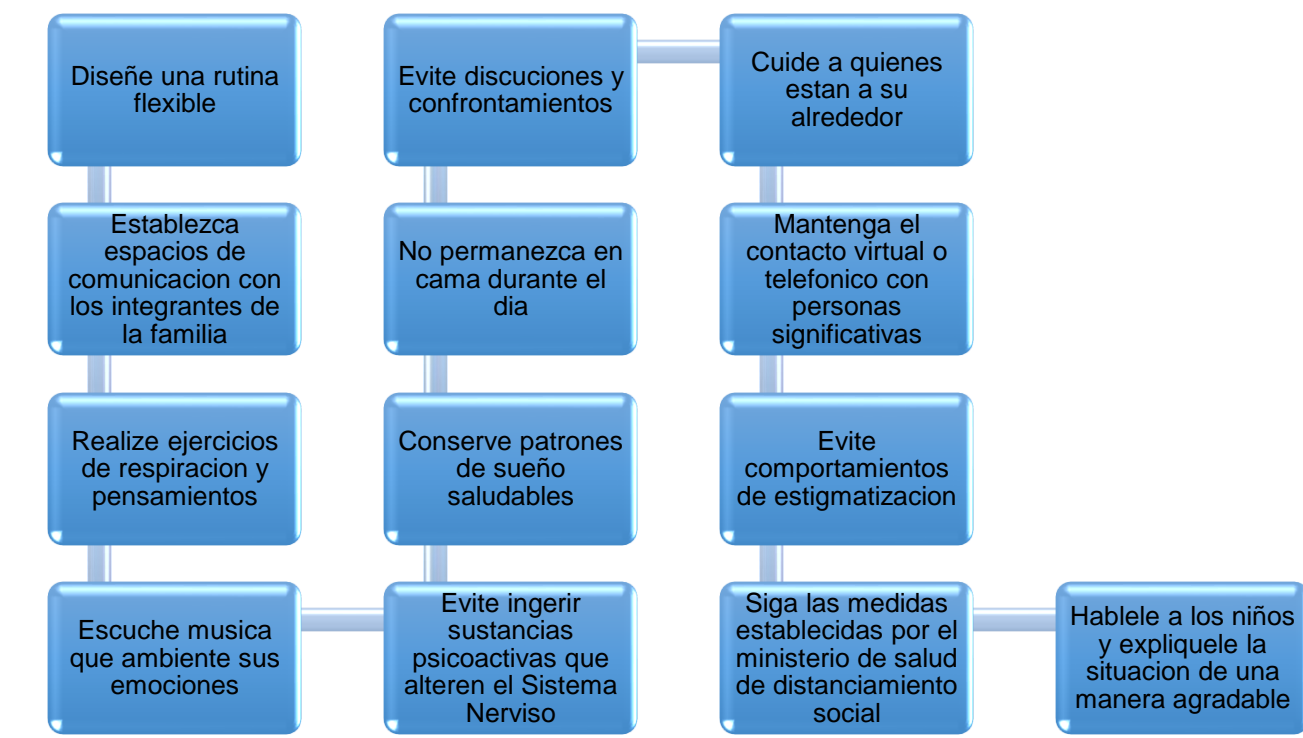 Diseñe una rutina
flexible
Establezca
espacios de
comunicacion con
los integrantes de
la familia
Realize ejercicios
de respiracion y
pensamientos
Escuche musica
que ambiente sus
emociones
Evite ingerir
sustancias
psicoactivas que
alteren el Sistema
Nerviso
Conserve patrones
de sueño
saludables
No permanezca en
cama durante el
dia
Evite discuciones y
confrontamientos
Cuide a quienes
estan a su
alrededor
Mantenga el
contacto virtual o
telefonico con
personas
significativas
Evite
comportamientos
de estigmatizacion
Siga las medidas
establecidas por el
ministerio de salud
de distanciamiento
social
Hablele a los niños
y expliquele la
situacion de una
manera agradable